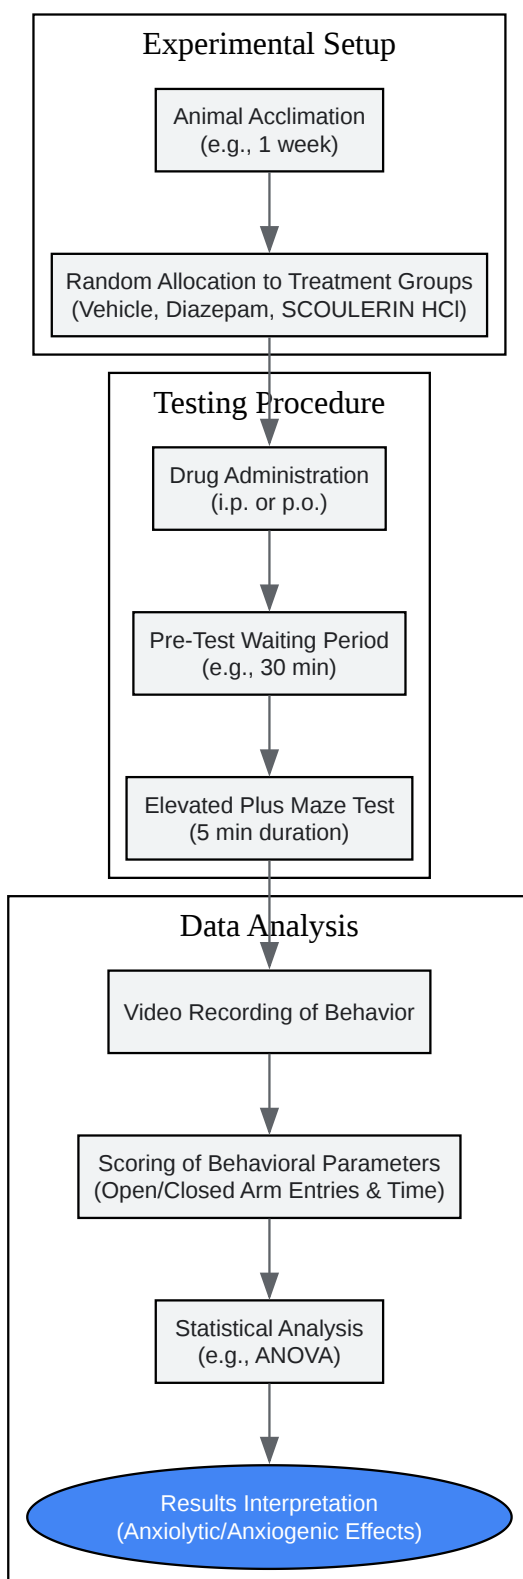 Experimental Setup
Animal Acclimation
(e.g., 1 week)
Random Allocation to Treatment Groups
(Vehicle, Diazepam, SCOULERIN HCl)
Testing Procedure
Drug Administration
(i.p. or p.o.)
Pre-Test Waiting Period
(e.g., 30 min)
Elevated Plus Maze Test
(5 min duration)
Data Analysis
Video Recording of Behavior
Scoring of Behavioral Parameters
(Open/Closed Arm Entries & Time)
Statistical Analysis
(e.g., ANOVA)
Results Interpretation
(Anxiolytic/Anxiogenic Effects)